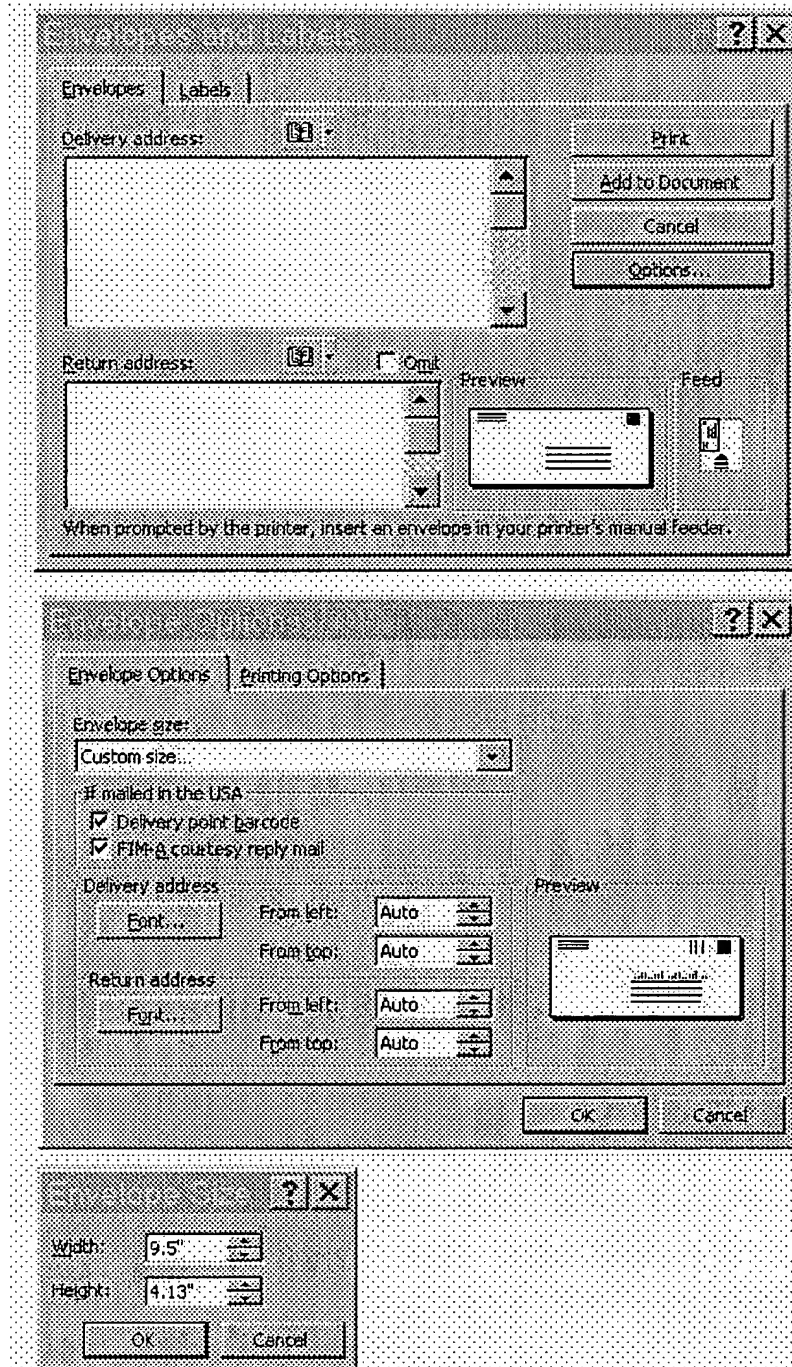 Envelopes and Labels
Envelopes Labels
Delivery address:
Print
Add to Document
Cancel
Options...
Return address: Omit
Preview Feed
When prompted by the printer, insert an envelope in your printer's manual feeder.
Envelope Options
Envelope Options Printing Options
Envelope size:
Custom size...
If mailed in the USA
Delivery point barcode
FIM-A courtesy reply mail
Delivery address Preview
Font... From left: Auto
From top: Auto
Return address
Font... From left: Auto
From top: Auto
OK Cancel
Envelope Size
Width: 9.5"
Height: 4.13"
OK Cancel